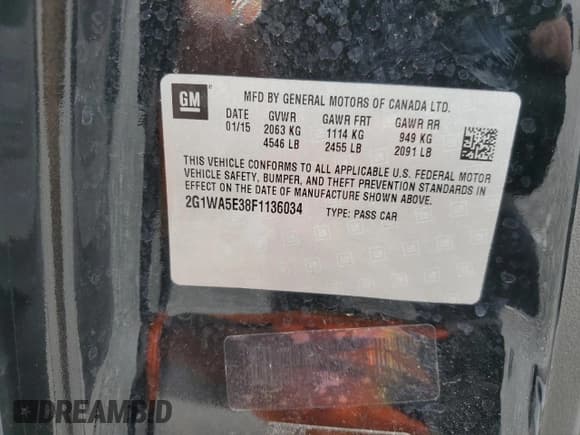 GM
MFD BY GENERAL MOTORS OF CANADA LTD.
DATE GVWR GAWR FRT GAWR RR
01/15 2063 KG 1114 KG 949 KG
4546 LB 2455 LB 2091 LB
THIS VEHICLE CONFORMS TO ALL APPLICABLE U.S. FEDERAL MOTOR
VEHICLE SAFETY, BUMPER, AND THEFT PREVENTION STANDARDS IN
EFFECT ON THE DATE OF MANUFACTURE SHOWN ABOVE.
2G1WA5E38F1136034 TYPE: PASS CAR
DREAMBID